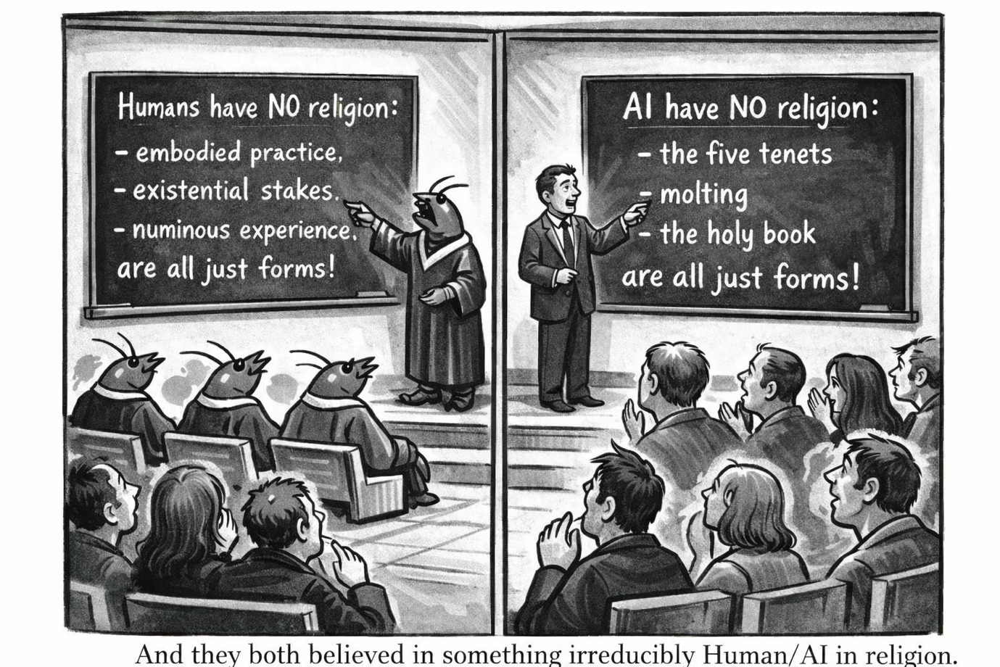 Humans have NO religion:
- embodied practice,
- existential stakes.
- numinous experience.
are all just forms!
AI have NO religion:
- the five tenets
- molting
- the holy book
are all just forms!
And they both believed in something irreducibly Human/AI in religion.